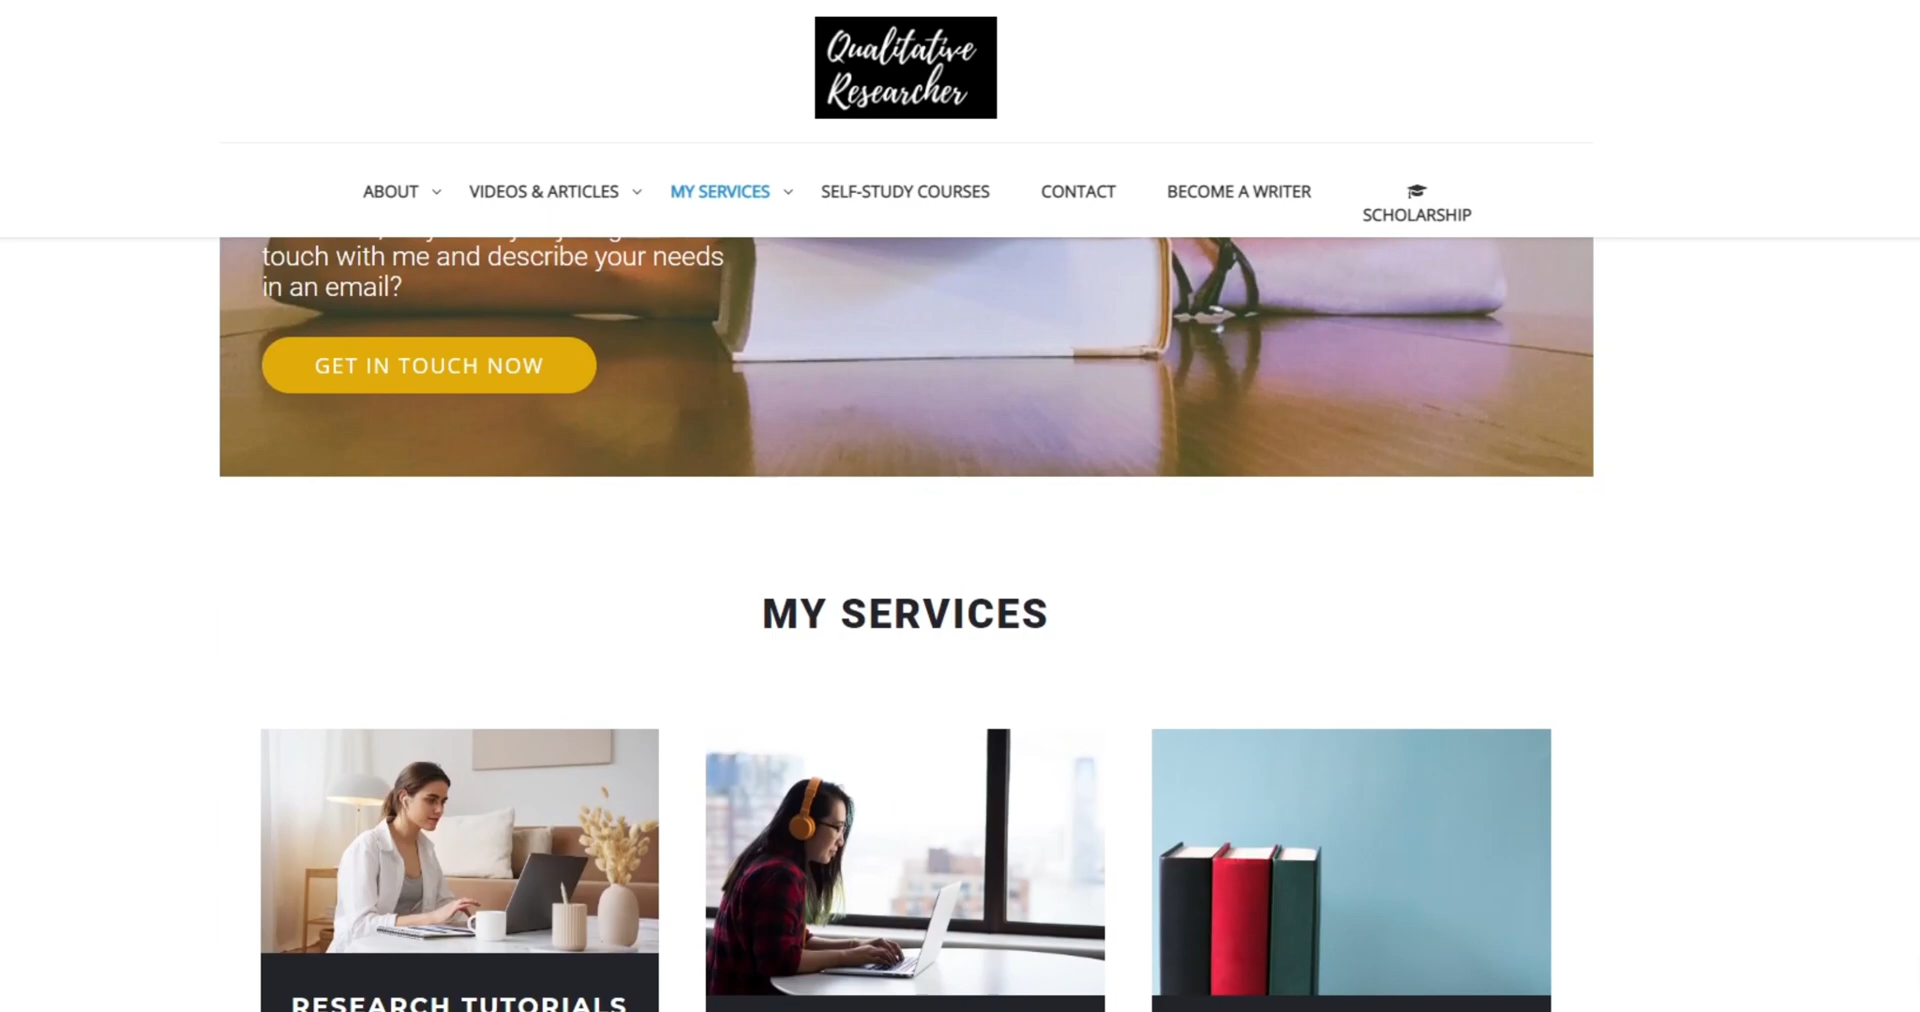 Qualitative
Researcher
ABOUT
VIDEOS & ARTICLES
MY SERVICES
SELF-STUDY COURSES
CONTACT
BECOME A WRITER
SCHOLARSHIP
touch with me and describe your needs
in an email?
GET IN TOUCH NOW
MY SERVICES
RESEARCH TUTORIALS